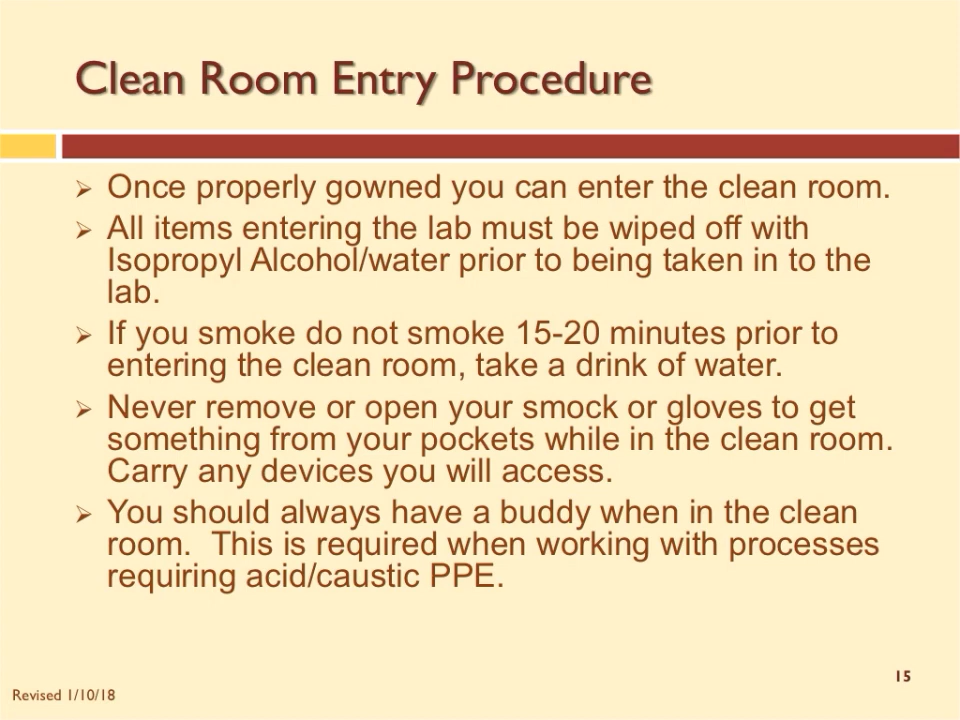 Clean Room Entry Procedure
➢ Once properly gowned you can enter the clean room.
➢ All items entering the lab must be wiped off with
Isopropyl Alcohol/water prior to being taken in to the
lab.
➢ If you smoke do not smoke 15-20 minutes prior to
entering the clean room, take a drink of water.
➢ Never remove or open your smock or gloves to get
something from your pockets while in the clean room.
Carry any devices you will access.
➢ You should always have a buddy when in the clean
room.  This is required when working with processes
requiring acid/caustic PPE.
15
Revised 1/10/18